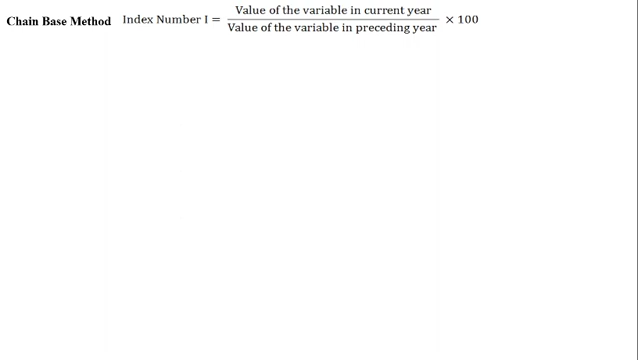 Chain Base Method Index Number I = Value of the variable in current year / Value of the variable in preceding year × 100